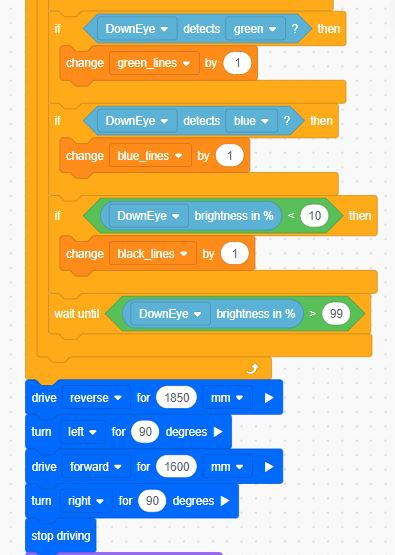 if DownEye detects green ? then
change green_lines by 1
if DownEye detects blue ? then
change blue_lines by 1
if DownEye brightness in % < 10 then
change black_lines by 1
wait until DownEye brightness in % > 99
drive reverse for 1850 mm
turn left for 90 degrees
drive forward for 1600 mm
turn right for 90 degrees
stop driving